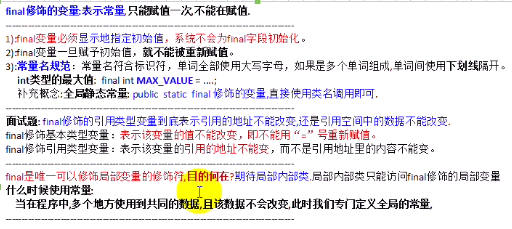 final修饰的变量:表示常量,只能赋值一次,不能在赋值.
1):final变量必须显示地指定初始值，系统不会为final字段初始化。
2):final变量一旦赋予初始值，就不能被重新赋值。
3):常量名规范：常量名符合标识符，单词全部使用大写字母，如果是多个单词组成,单词间使用下划线隔开。
int类型的最大值: final int MAX_VALUE = ....;
补充概念:全局静态常量: public static final 修饰的变量,直接使用类名调用即可.
面试题: final修饰的引用类型变量到底表示引用的地址不能改变,还是引用空间中的数据不能改变.
final修饰基本类型变量：表示该变量的值不能改变，即不能用“=”号重新赋值。
final修饰引用类型变量：表示该变量的引用的地址不能变，而不是引用地址里的内容不能变。
final是唯一可以修饰局部变量的修饰符,目的何在?期待局部内部类.局部内部类只能访问final修饰的局部变量
什么时候使用常量:
当在程序中,多个地方使用到共同的数据,且该数据不会改变,此时我们专门定义全局的常量,